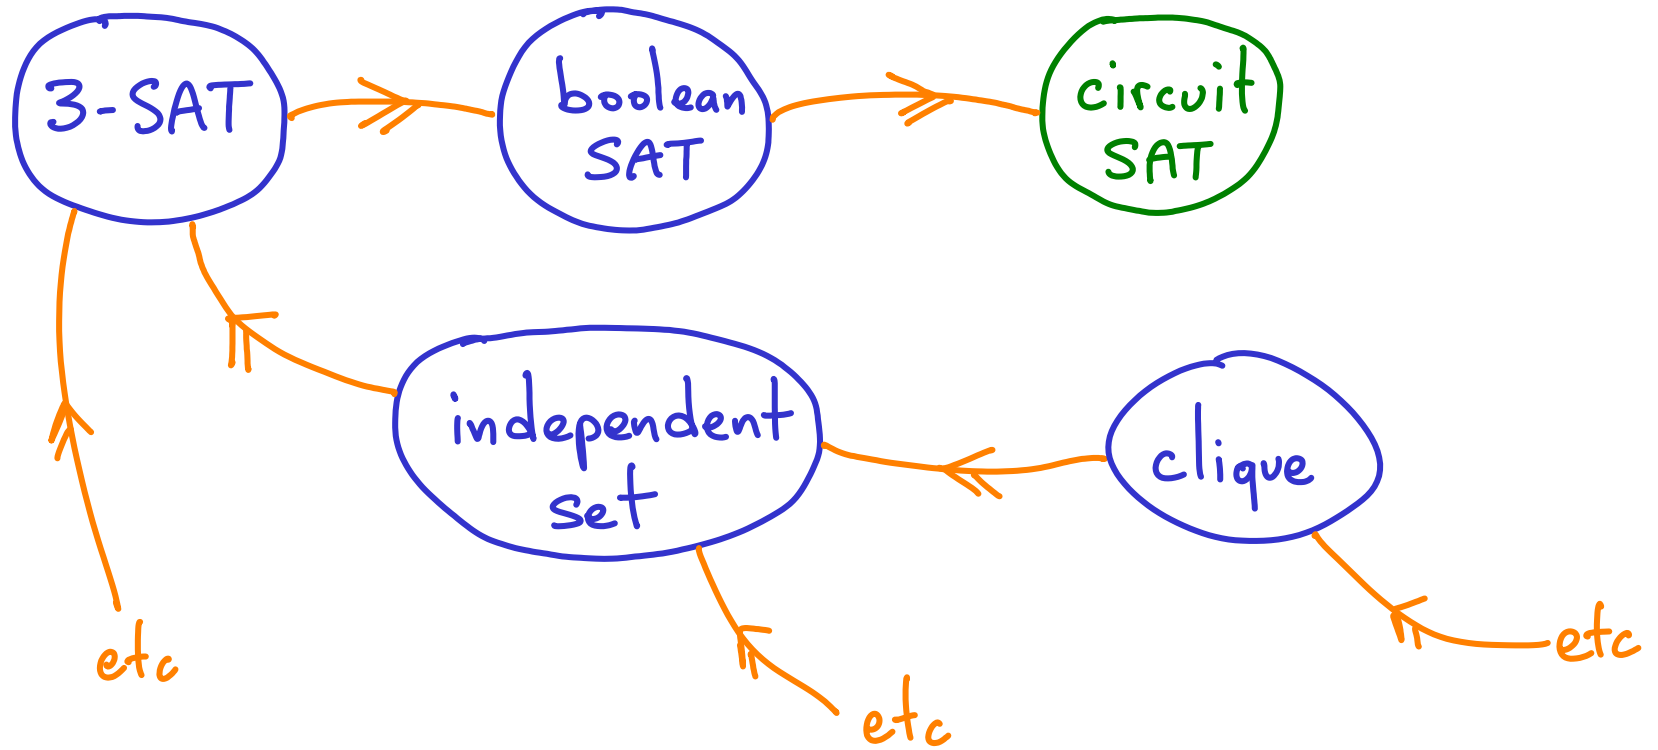 3-SAT
boolean
SAT
circuit
SAT
independent
set
clique
etc
etc
etc